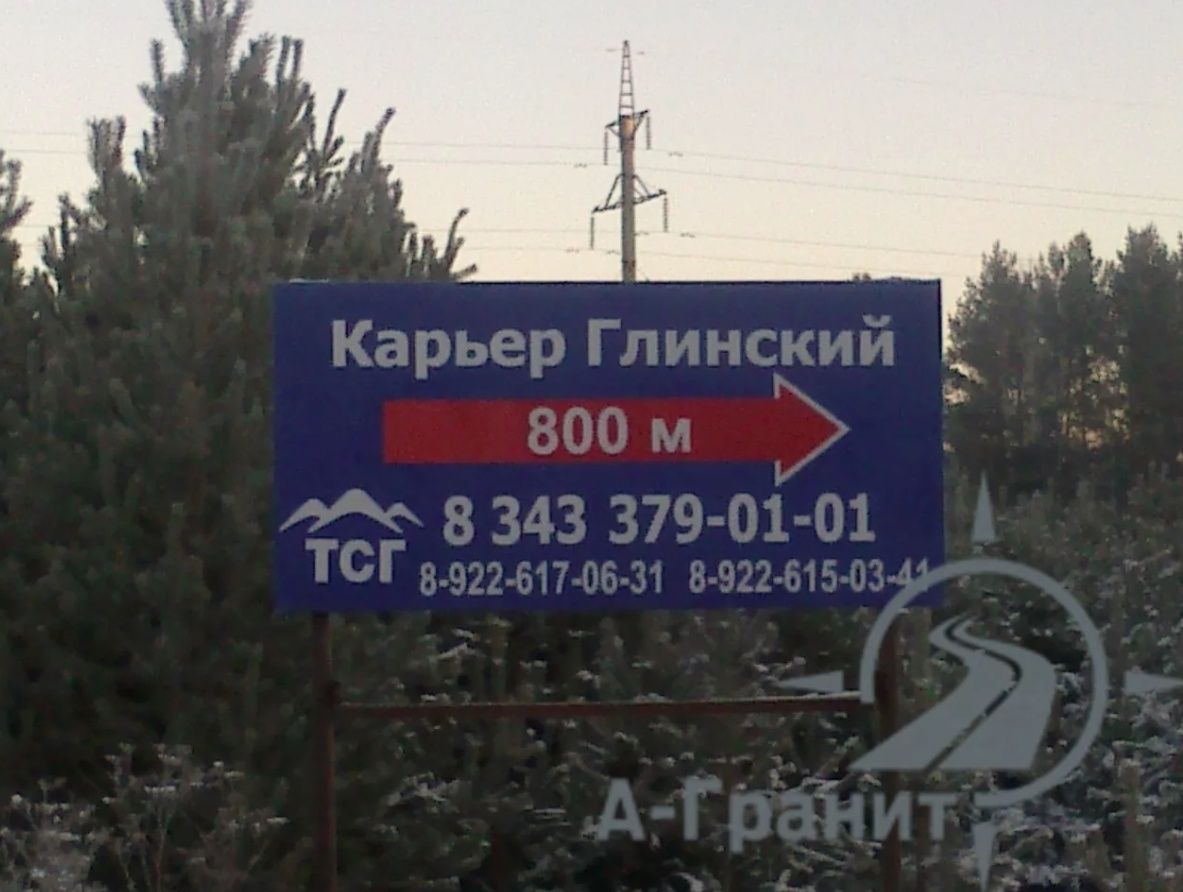 Карьер Глинский
800 м
8 343 379-01-01
ТСГ
8-922-617-06-31 8-922-615-03-41
А-Гранит